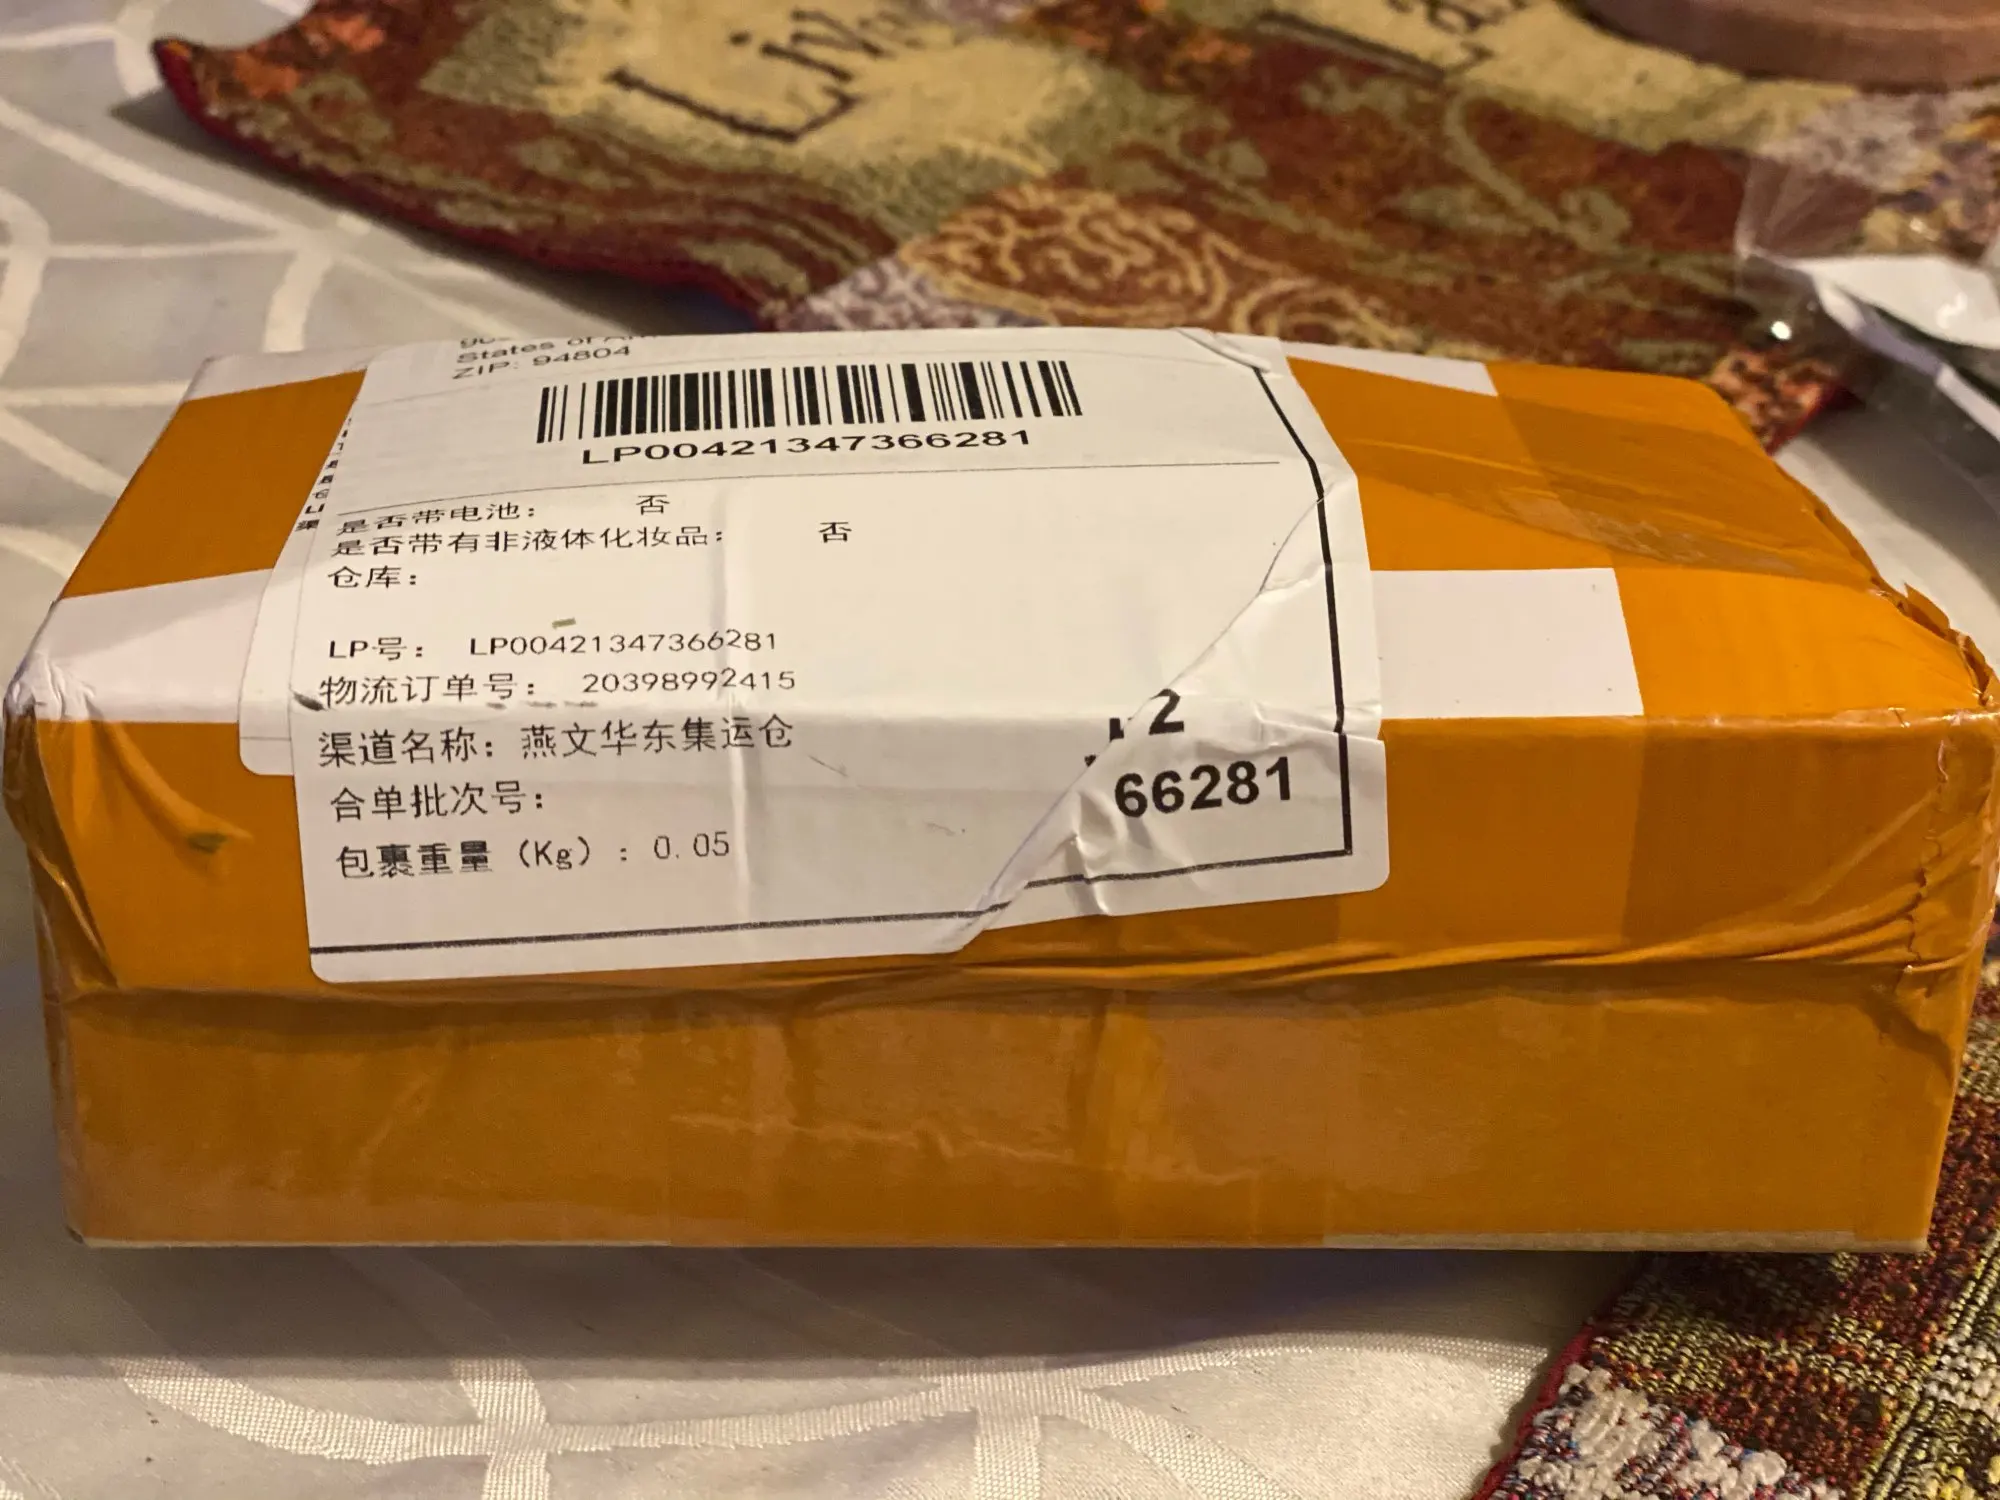 Live
States of
ZIP: 94804
LP00421347366281
是否带电池: 否
是否带有非液体化妆品: 否
仓库:
LP号: LP00421347366281
物流订单号: 20398992415
渠道名称: 燕文华东集运仓
合单批次号:
包裹重量 (Kg) : 0.05
2
66281